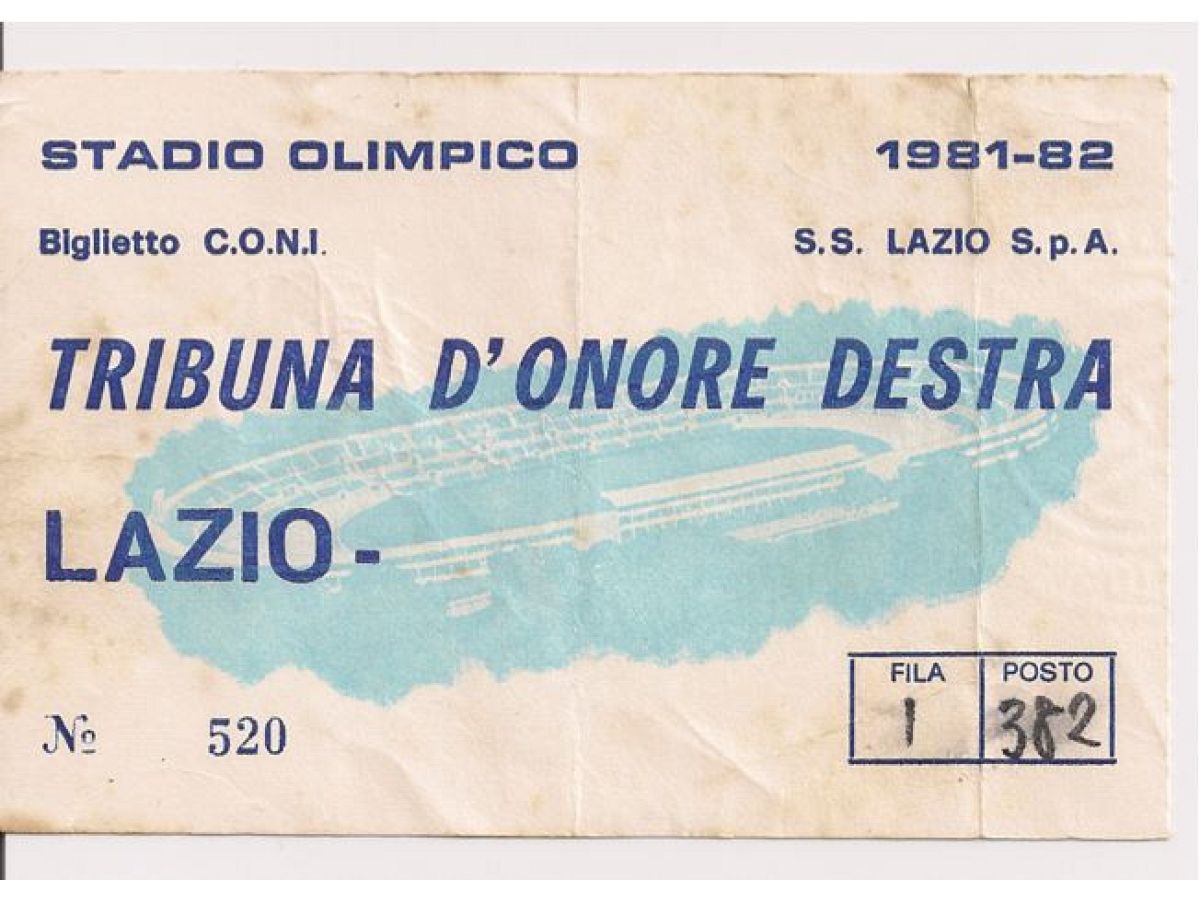 STADIO OLIMPICO 1981-82
Biglietto C.O.N.I. S.S. LAZIO S.p.A.
TRIBUNA D'ONORE DESTRA
LAZIO -
FILA POSTO
№ 520 1 382